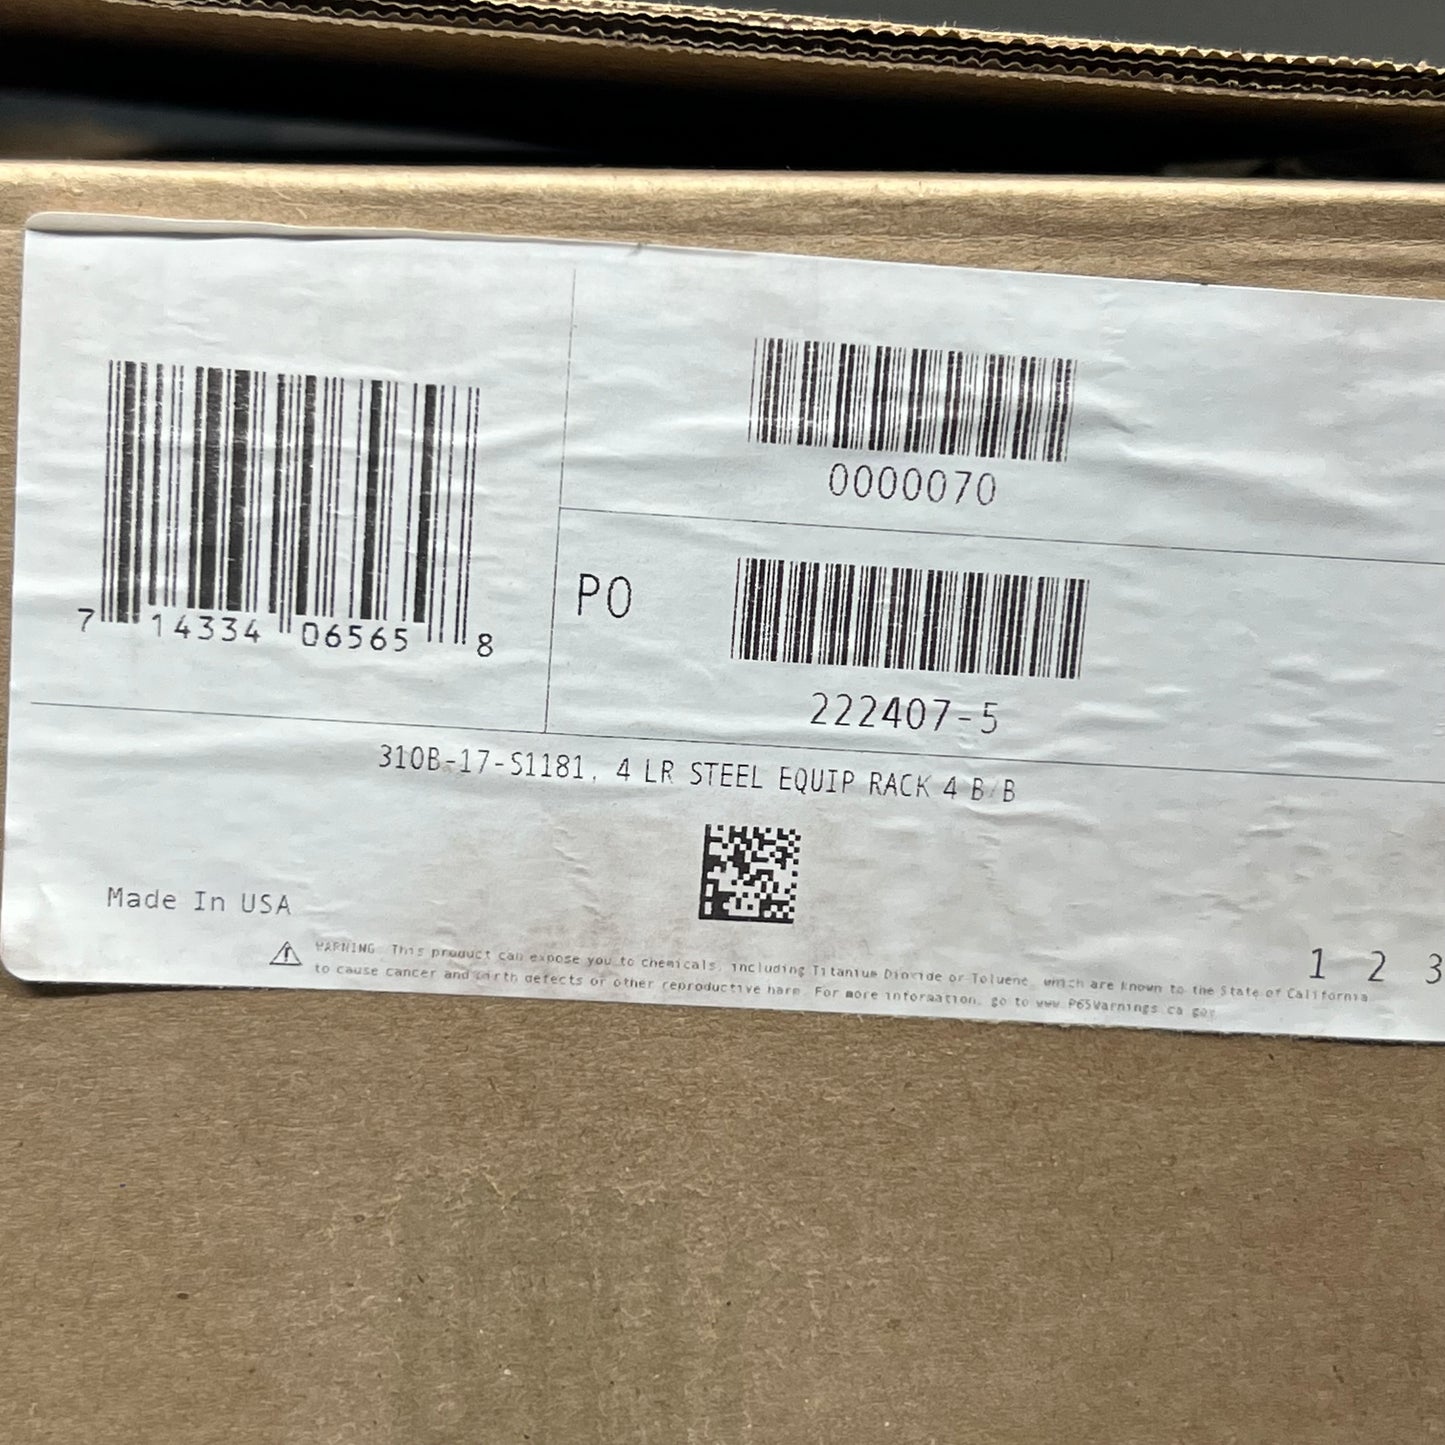 7 14334 06565 8
0000070
PO
222407-5
310B-17-S1181, 4 LR STEEL EQUIP RACK 4 B/B
Made In USA
WARNING: This product can expose you to chemicals, including Titanium Dioxide or Toluene, which are known to the State of California
to cause cancer and birth defects or other reproductive harm. For more information, go to www.P65Warnings.ca.gov
1 2 3